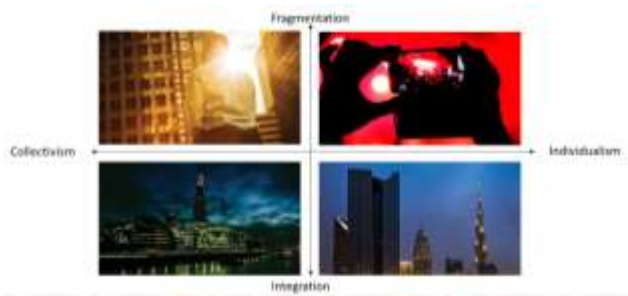 Fragmentation
Collectivism
Individualism
Integration